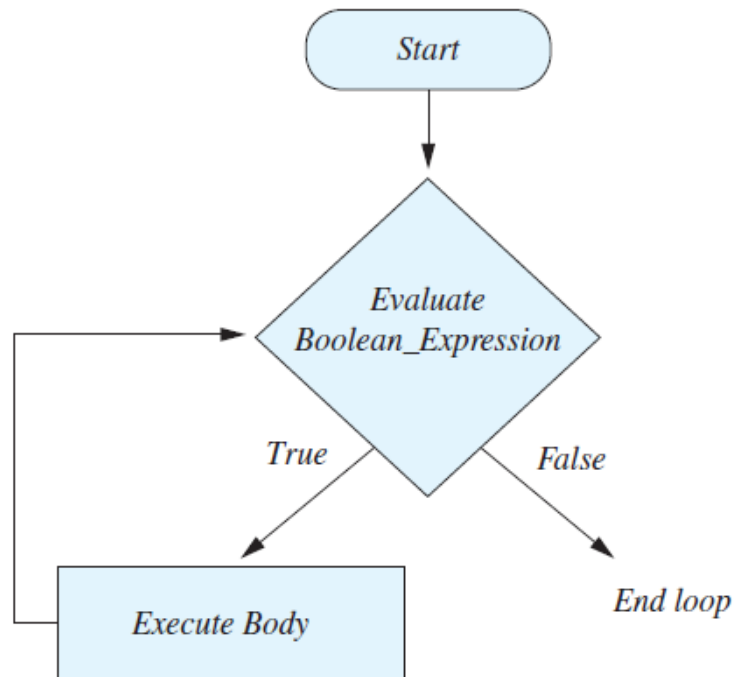 Start
Evaluate
Boolean_Expression
True
False
Execute Body
End loop